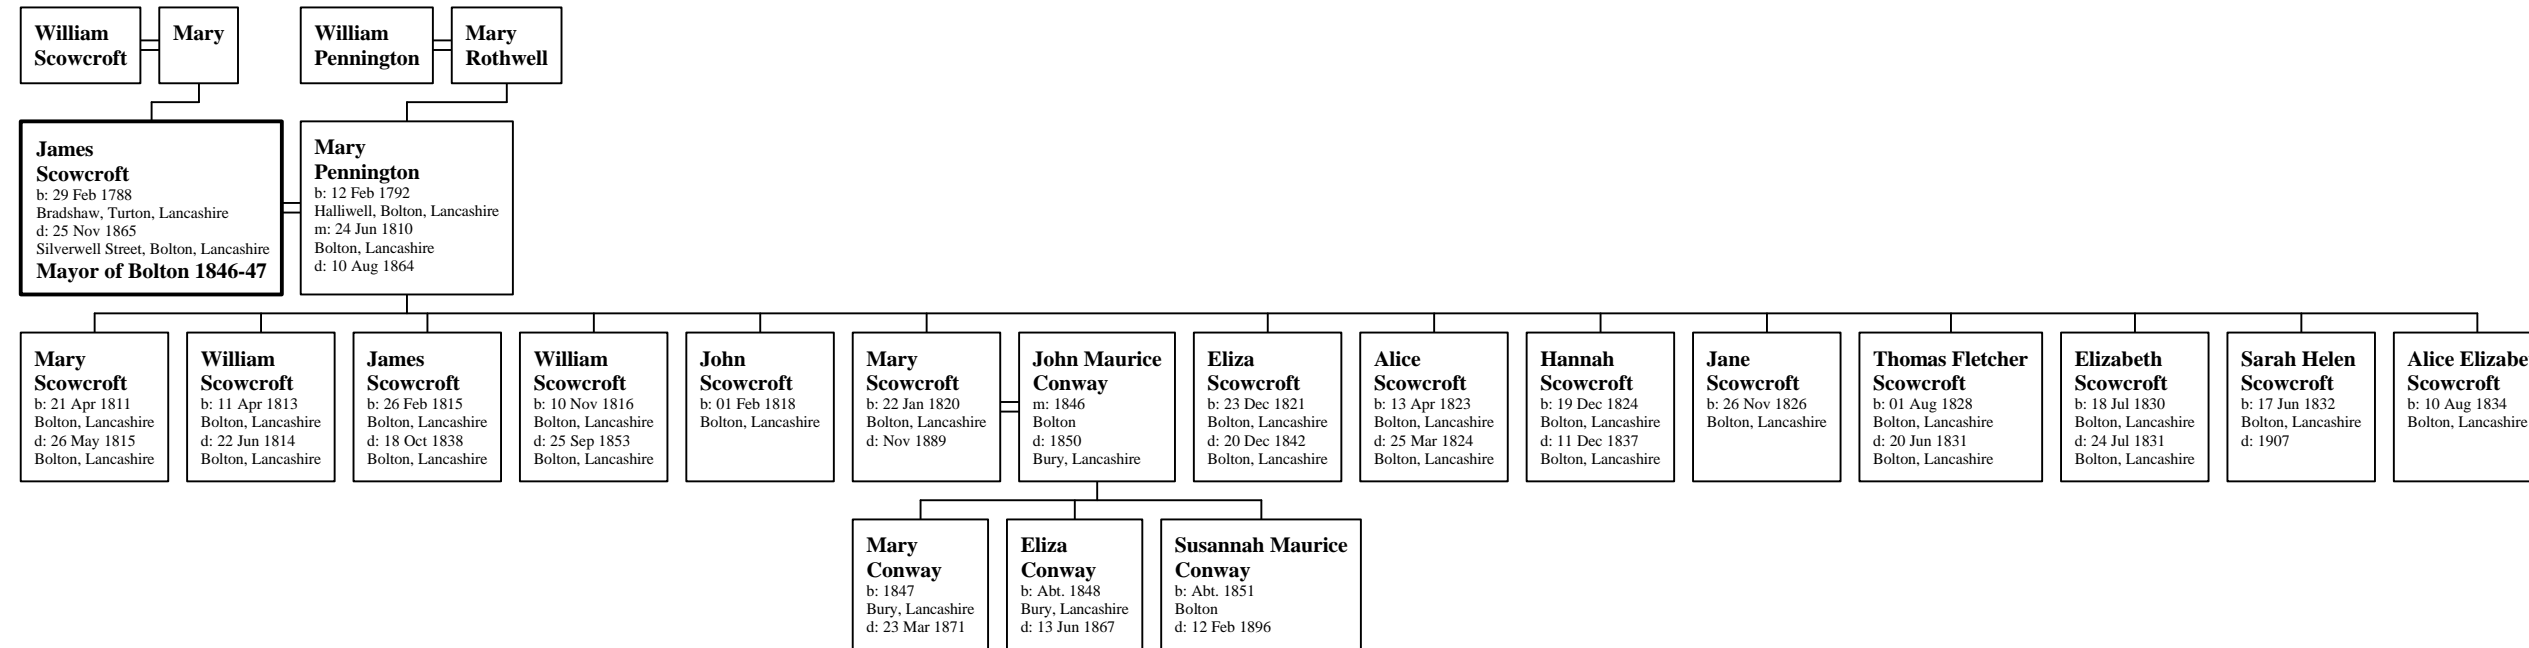 William
Scowcroft
Mary
William
Pennington
Mary
Rothwell
James
Scowcroft
b: 29 Feb 1788
Bradshaw, Turton, Lancashire
d: 25 Nov 1865
Silverwell Street, Bolton, Lancashire
Mayor of Bolton 1846-47
Mary
Pennington
b: 12 Feb 1792
Halliwell, Bolton, Lancashire
m: 24 Jun 1810
Bolton, Lancashire
d: 10 Aug 1864
Mary
Scowcroft
b: 21 Apr 1811
Bolton, Lancashire
d: 26 May 1815
Bolton, Lancashire
William
Scowcroft
b: 11 Apr 1813
Bolton, Lancashire
d: 22 Jun 1814
Bolton, Lancashire
James
Scowcroft
b: 26 Feb 1815
Bolton, Lancashire
d: 18 Oct 1838
Bolton, Lancashire
William
Scowcroft
b: 10 Nov 1816
Bolton, Lancashire
d: 25 Sep 1853
Bolton, Lancashire
John
Scowcroft
b: 01 Feb 1818
Bolton, Lancashire
Mary
Scowcroft
b: 22 Jan 1820
Bolton, Lancashire
d: Nov 1889
John Maurice
Conway
m: 1846
Bolton
d: 1850
Bury, Lancashire
Eliza
Scowcroft
b: 23 Dec 1821
Bolton, Lancashire
d: 20 Dec 1842
Bolton, Lancashire
Alice
Scowcroft
b: 13 Apr 1823
Bolton, Lancashire
d: 25 Mar 1824
Bolton, Lancashire
Hannah
Scowcroft
b: 19 Dec 1824
Bolton, Lancashire
d: 11 Dec 1837
Bolton, Lancashire
Jane
Scowcroft
b: 26 Nov 1826
Bolton, Lancashire
Thomas Fletcher
Scowcroft
b: 01 Aug 1828
Bolton, Lancashire
d: 20 Jun 1831
Bolton, Lancashire
Elizabeth
Scowcroft
b: 18 Jul 1830
Bolton, Lancashire
d: 24 Jul 1831
Bolton, Lancashire
Sarah Helen
Scowcroft
b: 17 Jun 1832
Bolton, Lancashire
d: 1907
Alice
Scowcroft
b: 10 Aug 1834
Bolton, Lancashire
Mary
Conway
b: 1847
Bury, Lancashire
d: 23 Mar 1871
Eliza
Conway
b: Abt. 1848
Bury, Lancashire
d: 13 Jun 1867
Susannah Maurice
Conway
b: Abt. 1851
Bolton
d: 12 Feb 1896